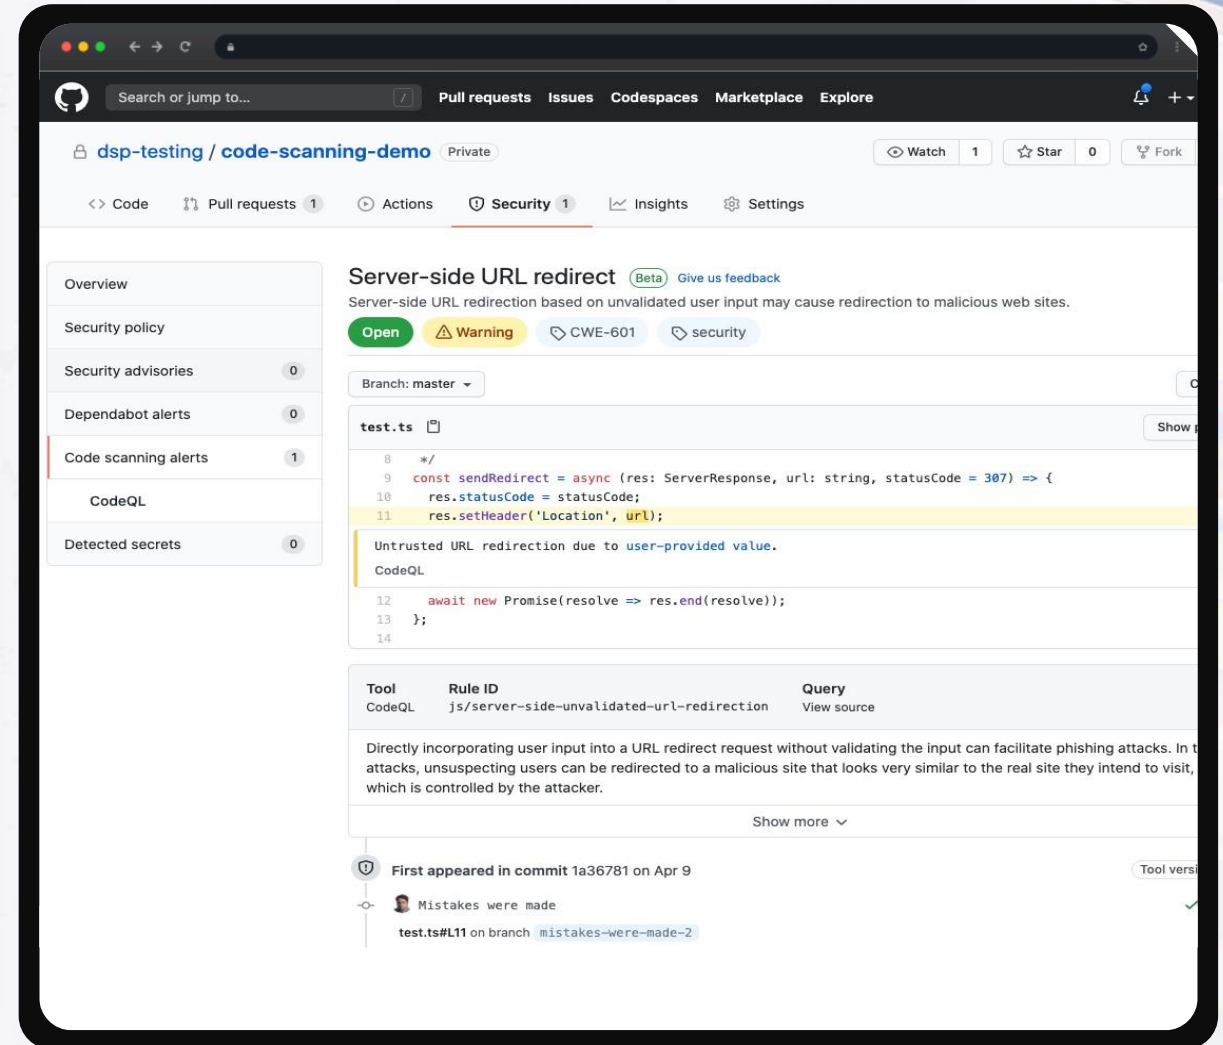 Search or jump to... / Pull requests Issues Codespaces Marketplace Explore
dsp-testing / code-scanning-demo Private Watch 1 Star 0 Fork
<> Code Pull requests 1 Actions Security 1 Insights Settings
Overview
Security policy
Security advisories 0
Dependabot alerts 0
Code scanning alerts 1
CodeQL
Detected secrets 0
Server-side URL redirect Beta Give us feedback
Server-side URL redirection based on unvalidated user input may cause redirection to malicious web sites.
Open Warning CWE-601 security
Branch: master
test.ts Show
8 */
9 const sendRedirect = async (res: ServerResponse, url: string, statusCode = 307) => {
10 res.statusCode = statusCode;
11 res.setHeader('Location', url);
Untrusted URL redirection due to user-provided value.
CodeQL
12 await new Promise(resolve => res.end(resolve));
13 };
14
Tool Rule ID Query
CodeQL js/server-side-unvalidated-url-redirection View source
Directly incorporating user input into a URL redirect request without validating the input can facilitate phishing attacks. In t
attacks, unsuspecting users can be redirected to a malicious site that looks very similar to the real site they intend to visit,
which is controlled by the attacker.
Show more
First appeared in commit 1a36781 on Apr 9 Tool versi
Mistakes were made
test.ts#L11 on branch mistakes-were-made-2